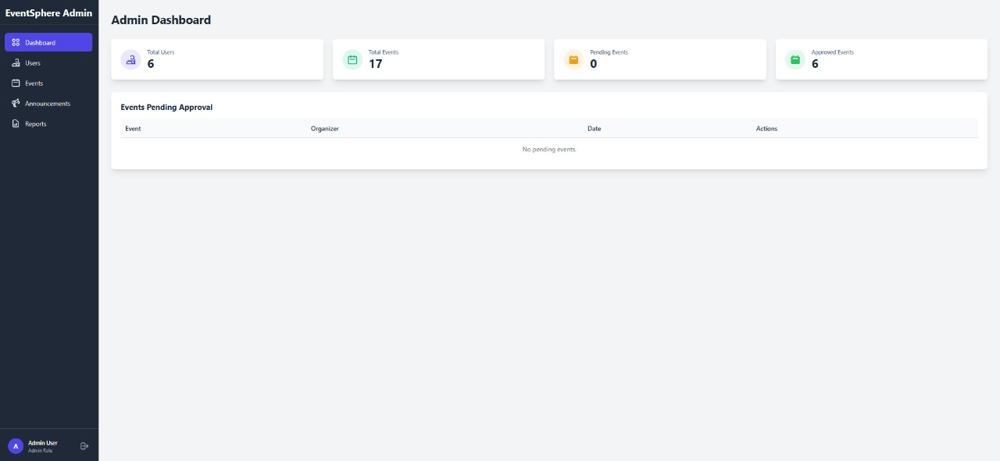 EventSphere Admin
Dashboard
Users
Events
Announcements
Reports
Admin Dashboard
Total Users
6
Total Events
17
Pending Events
0
Approved Events
6
Events Pending Approval
Event Organizer Date Actions
No pending events.
A
Admin User
Admin Role